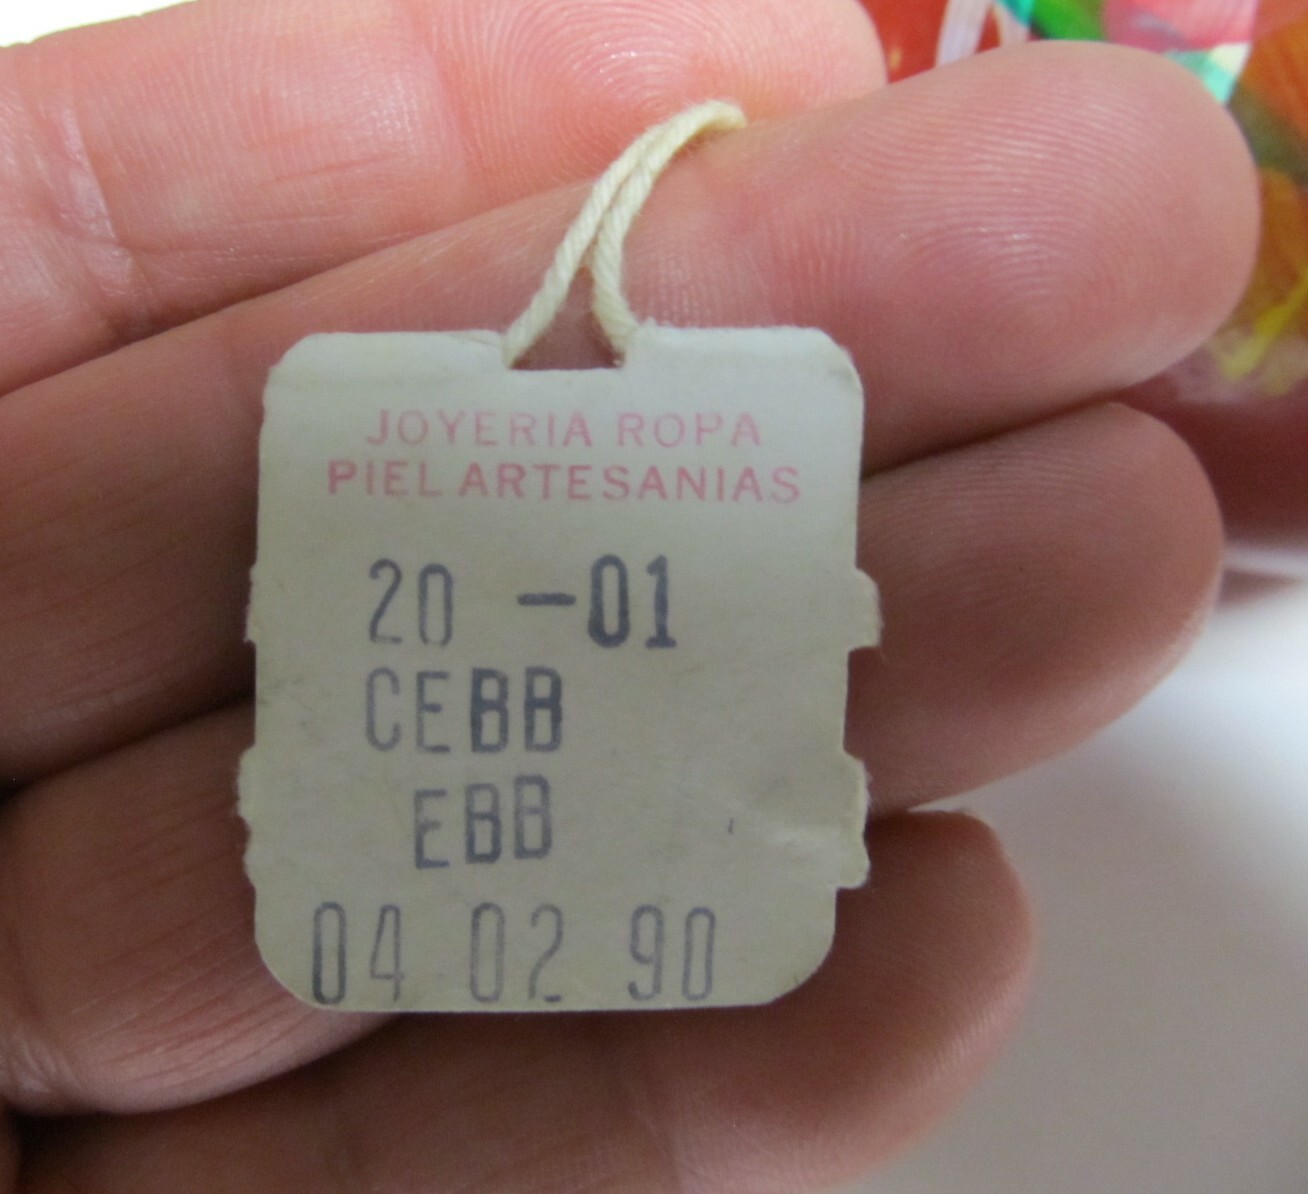 JOYERIA ROPA
PIEL ARTESANIAS
20 -01
CEBB
EBB
04 02 90